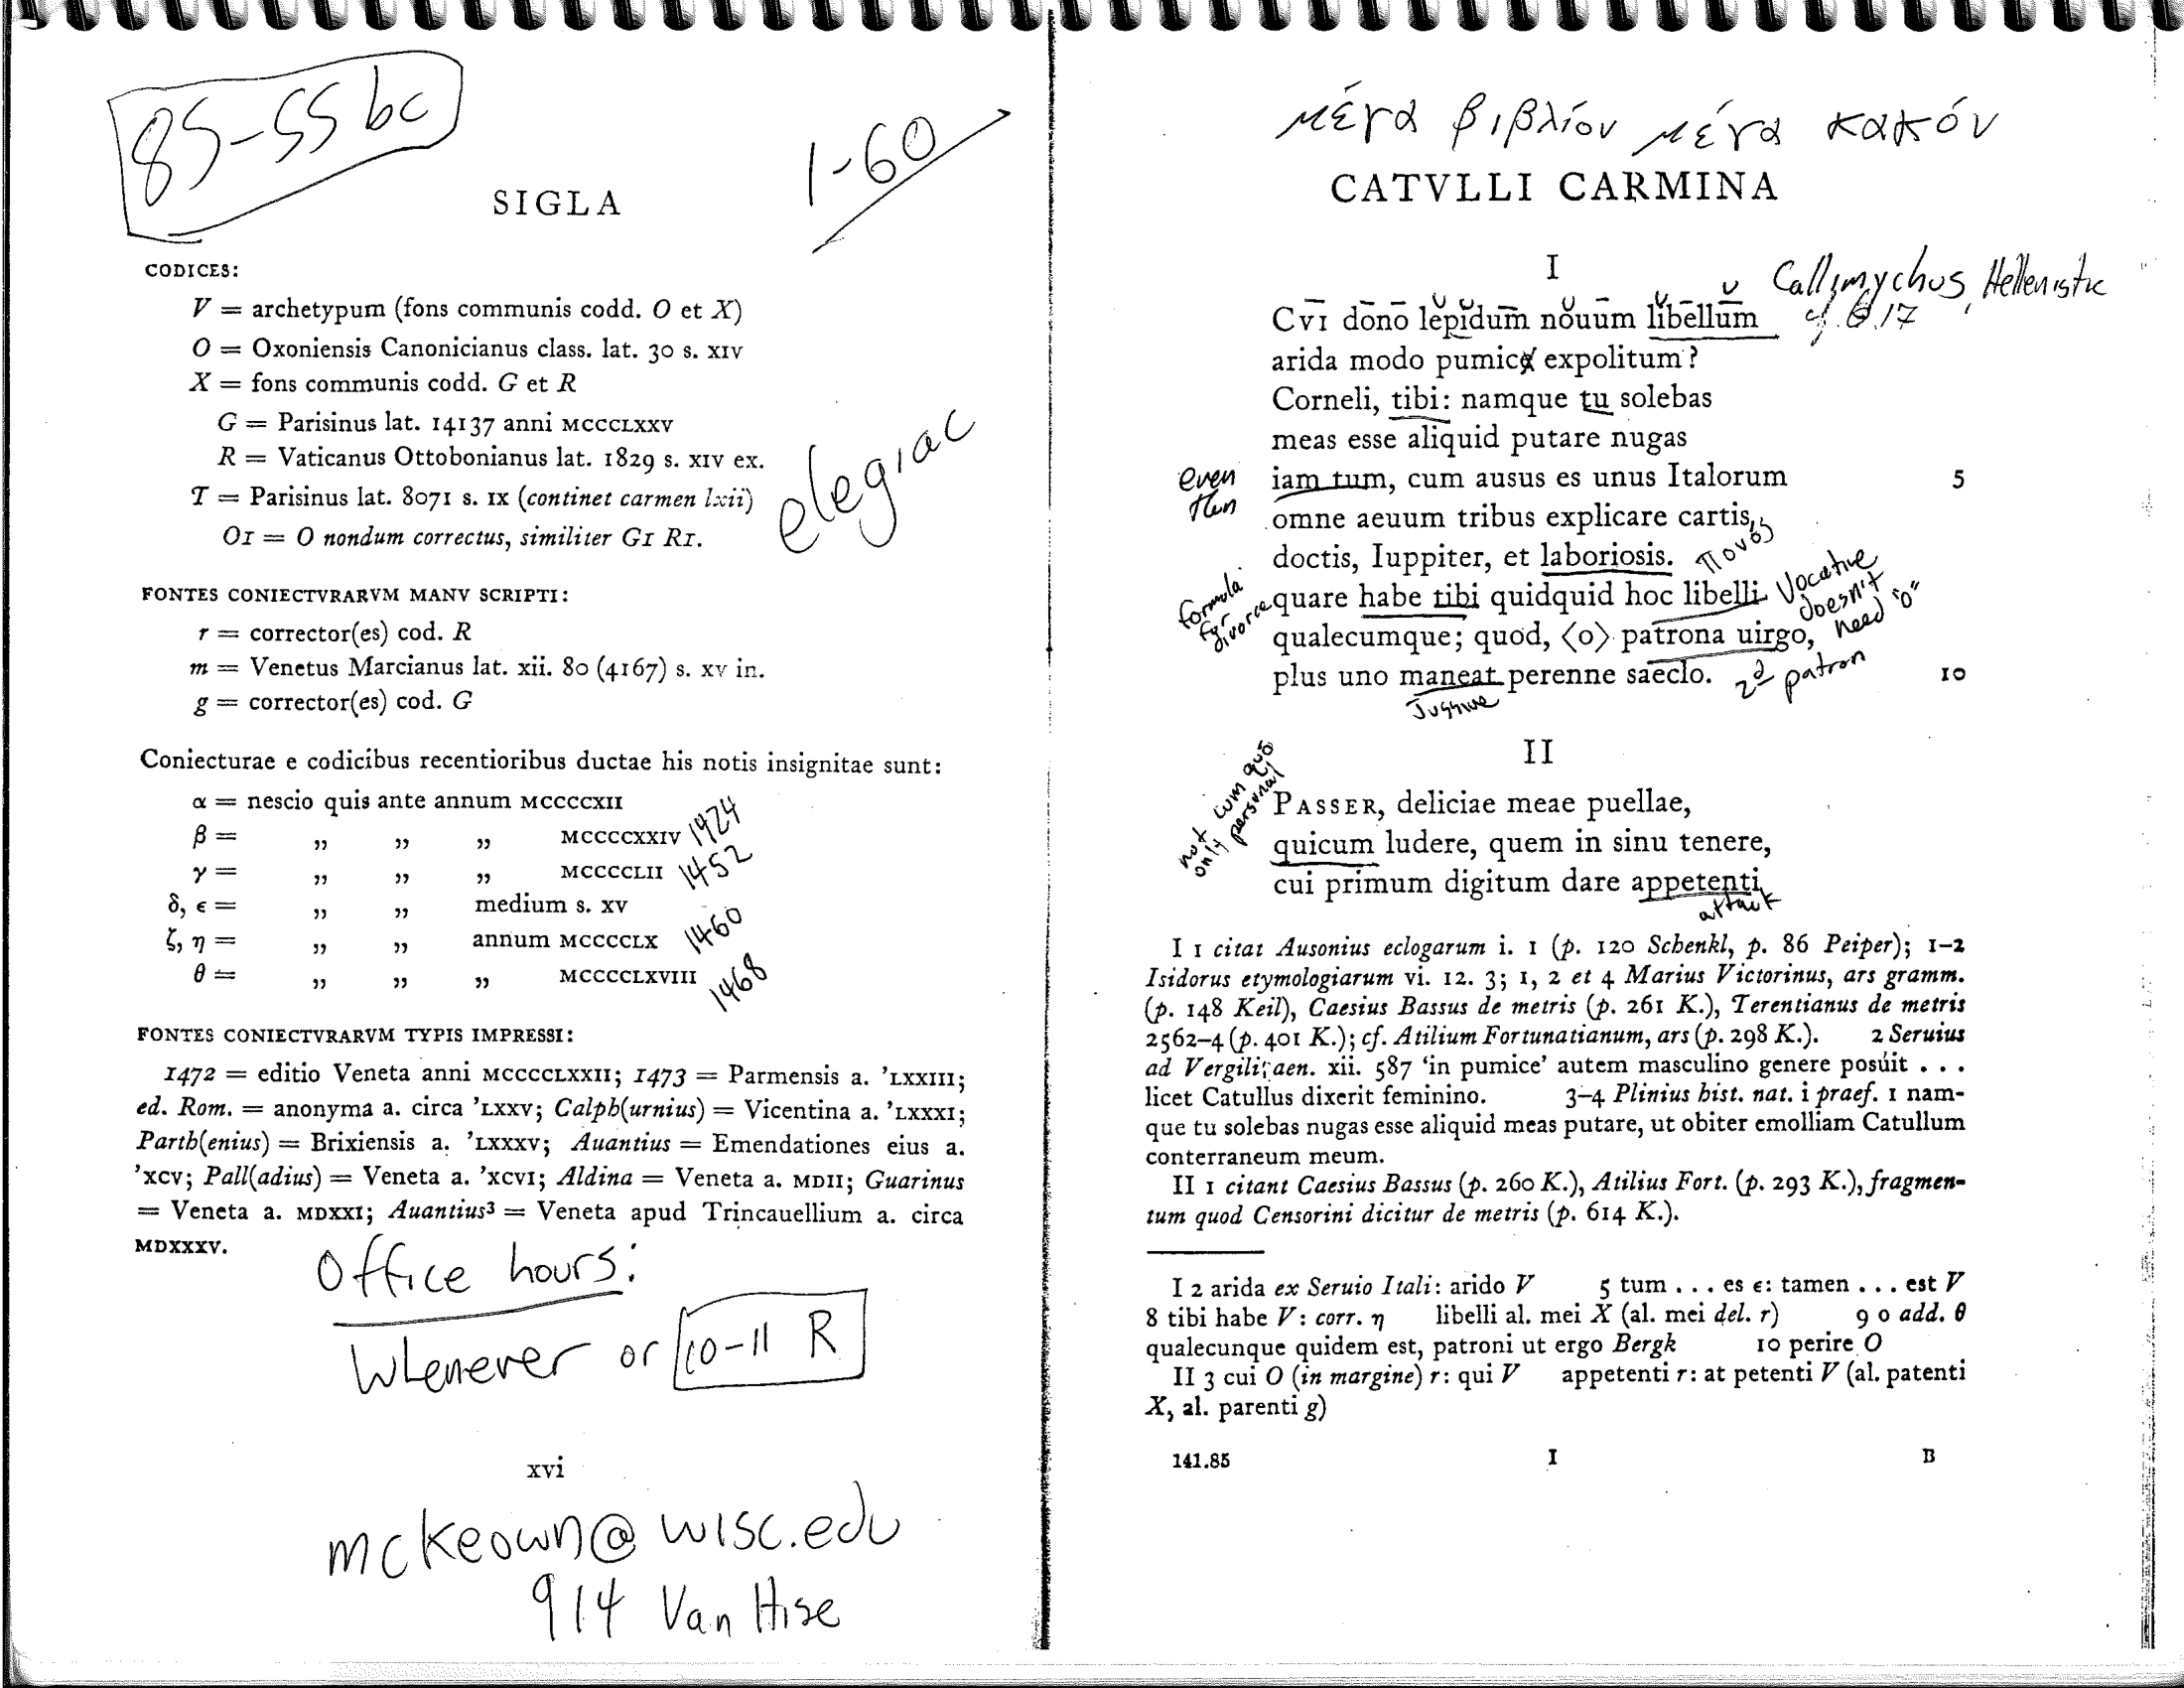 85-55 bc
1-60
SIGLA
CODICES:
V = archetypum (fons communis codd. O et X)
O = Oxoniensis Canonicianus class. lat. 30 s. XIV
X = fons communis codd. G et R
G = Parisinus lat. 14137 anni MCCCLXXV
R = Vaticanus Ottobonianus lat. 1829 s. XIV ex.
T = Parisinus lat. 8071 s. IX (continet carmen lxii)
O1 = O nondum correctus, similiter G1 R1.
elegiac
FONTES CONIECTVRARVM MANV SCRIPTI:
r = corrector(es) cod. R
m = Venetus Marcianus lat. xii. 80 (4167) s. XV in.
g = corrector(es) cod. G
Coniecturae e codicibus recentioribus ductae his notis insignitae sunt:
α = nescio quis ante annum MCCCCXII
β = ,, ,, ,, MCCCCXXIV 1424
γ = ,, ,, ,, MCCCCLII 1452
δ, ε = ,, ,, medium s. XV
ζ, η = ,, ,, annum MCCCCLX 1460
θ = ,, ,, ,, MCCCCLXVIII 1468
FONTES CONIECTVRARVM TYPIS IMPRESSI:
1472 = editio Veneta anni MCCCCLXXII; 1473 = Parmensis a. 'LXXIII;
ed. Rom. = anonyma a. circa 'LXXV; Calph(urnius) = Vicentina a. 'LXXXI;
Parth(enius) = Brixiensis a. 'LXXXV; Auantius = Emendationes eius a.
'XCV; Pall(adius) = Veneta a. 'XCVI; Aldina = Veneta a. MDII; Guarinus
= Veneta a. MDXXI; Auantius³ = Veneta apud Trincauellium a. circa
MDXXXV.
Office hours:
Whenever or 10-11 R
xvi
mckeown@wisc.edu
914 Van Hise
μέγα βιβλίον μέγα κακόν
CATVLLI CARMINA
I
Callimychus, Hellenistic
cf. 6.17
CVI dono lepidum nouum libellum
arida modo pumice expolitum?
Corneli, tibi: namque tu solebas
meas esse aliquid putare nugas
even then
iam tum, cum ausus es unus Italorum 5
omne aeuum tribus explicare cartis,
doctis, Iuppiter, et laboriosis. πονός
formula for divorce
quare habe tibi quidquid hoc libelli
Vocative doesn't need "o"
qualecumque; quod, ⟨o⟩ patrona uirgo,
plus uno maneat perenne saeclo. 10
2d patron
Jussive
II
not cum quō
only personal
PASSER, deliciae meae puellae,
quicum ludere, quem in sinu tenere,
cui primum digitum dare appetenti
attack
I 1 citat Ausonius eclogarum i. 1 (p. 120 Schenkl, p. 86 Peiper); 1-2
Isidorus etymologiarum vi. 12. 3; 1, 2 et 4 Marius Victorinus, ars gramm.
(p. 148 Keil), Caesius Bassus de metris (p. 261 K.), Terentianus de metris
2562-4 (p. 401 K.); cf. Atilium Fortunatianum, ars (p. 298 K.). 2 Seruius
ad Vergili aen. xii. 587 'in pumice' autem masculino genere posuit . . .
licet Catullus dixerit feminino. 3-4 Plinius hist. nat. i praef. 1 nam-
que tu solebas nugas esse aliquid meas putare, ut obiter emolliam Catullum
conterraneum meum.
II 1 citant Caesius Bassus (p. 260 K.), Atilius Fort. (p. 293 K.), fragmen-
tum quod Censorini dicitur de metris (p. 614 K.).
I 2 arida ex Seruio Itali: arido V 5 tum . . . es ε: tamen . . . est V
8 tibi habe V: corr. η libelli al. mei X (al. mei del. r) 9 o add. θ
qualecunque quidem est, patroni ut ergo Bergk 10 perire O
II 3 cui O (in margine) r: qui V appetenti r: at petenti V (al. patenti
X, al. parenti g)
141.85 I B